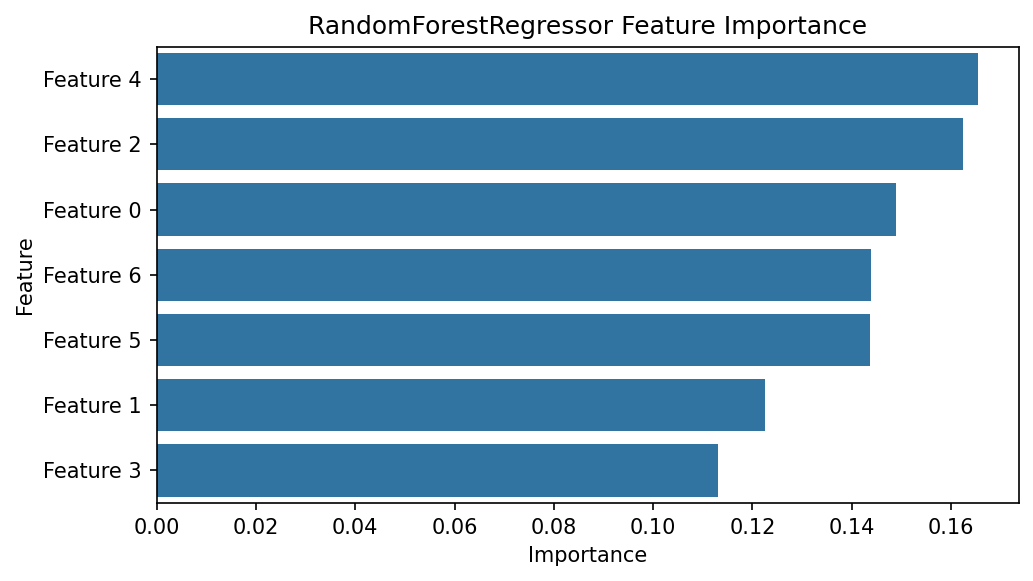 RandomForestRegressor Feature Importance
Feature 4
Feature 2
Feature 0
Feature 6
Feature 5
Feature 1
Feature 3
Feature
0.00 0.02 0.04 0.06 0.08 0.10 0.12 0.14 0.16
Importance